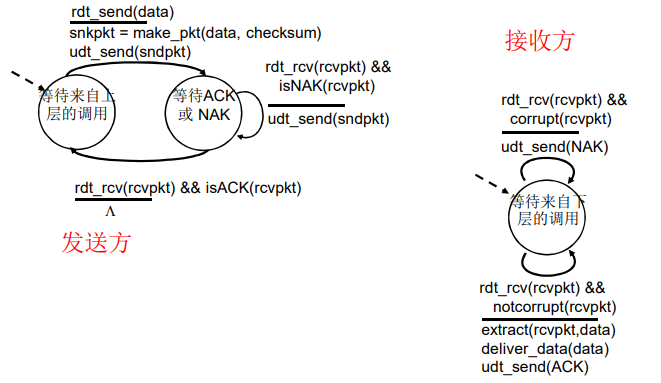 rdt_send(data)
snkpkt = make_pkt(data, checksum)
udt_send(sndpkt)
等待来自上
层的调用
等待ACK
或 NAK
rdt_rcv(rcvpkt) &&
isNAK(rcvpkt)
udt_send(sndpkt)
rdt_rcv(rcvpkt) && isACK(rcvpkt)
Λ
发送方
接收方
rdt_rcv(rcvpkt) &&
corrupt(rcvpkt)
udt_send(NAK)
等待来自下
层的调用
rdt_rcv(rcvpkt) &&
notcorrupt(rcvpkt)
extract(rcvpkt,data)
deliver_data(data)
udt_send(ACK)